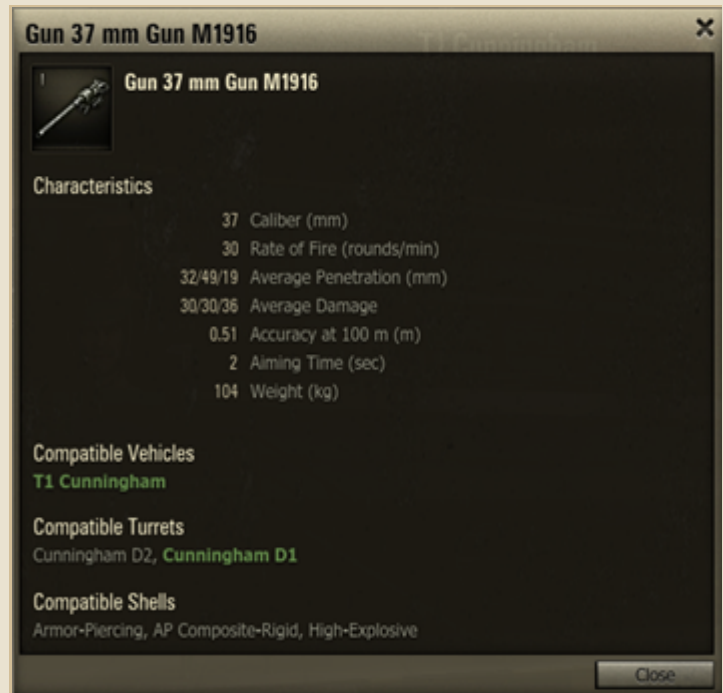 Gun 37 mm Gun M1916
T1 Cunningham
I
Gun 37 mm Gun M1916
Characteristics
37 Caliber (mm)
30 Rate of Fire (rounds/min)
32/49/19 Average Penetration (mm)
30/30/36 Average Damage
0.51 Accuracy at 100 m (m)
2 Aiming Time (sec)
104 Weight (kg)
Compatible Vehicles
T1 Cunningham
Compatible Turrets
Cunningham D2, Cunningham D1
Compatible Shells
Armor-Piercing, AP Composite-Rigid, High-Explosive
Close